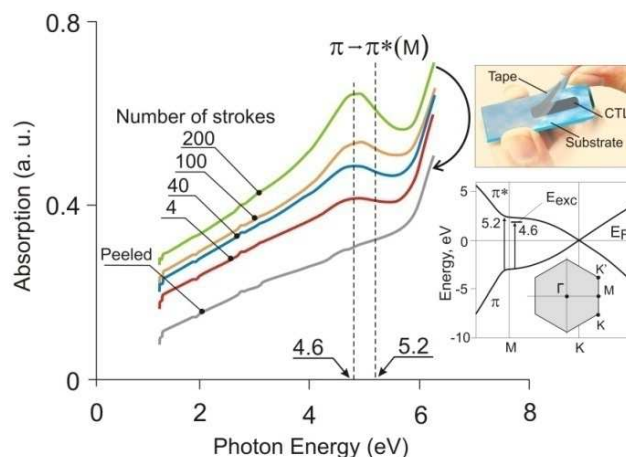 0.8
0.4
0
Absorption (a. u.)
π→π*(M)
Number of strokes
200
100
40
4
Peeled
4.6
5.2
0
2
4
6
8
Photon Energy (eV)
Tape
CTL
Substrate
Energy, eV
5
0
-5
-10
π*
E exc
5.2
4.6
E F
π
K'
Γ
M
K
M
K